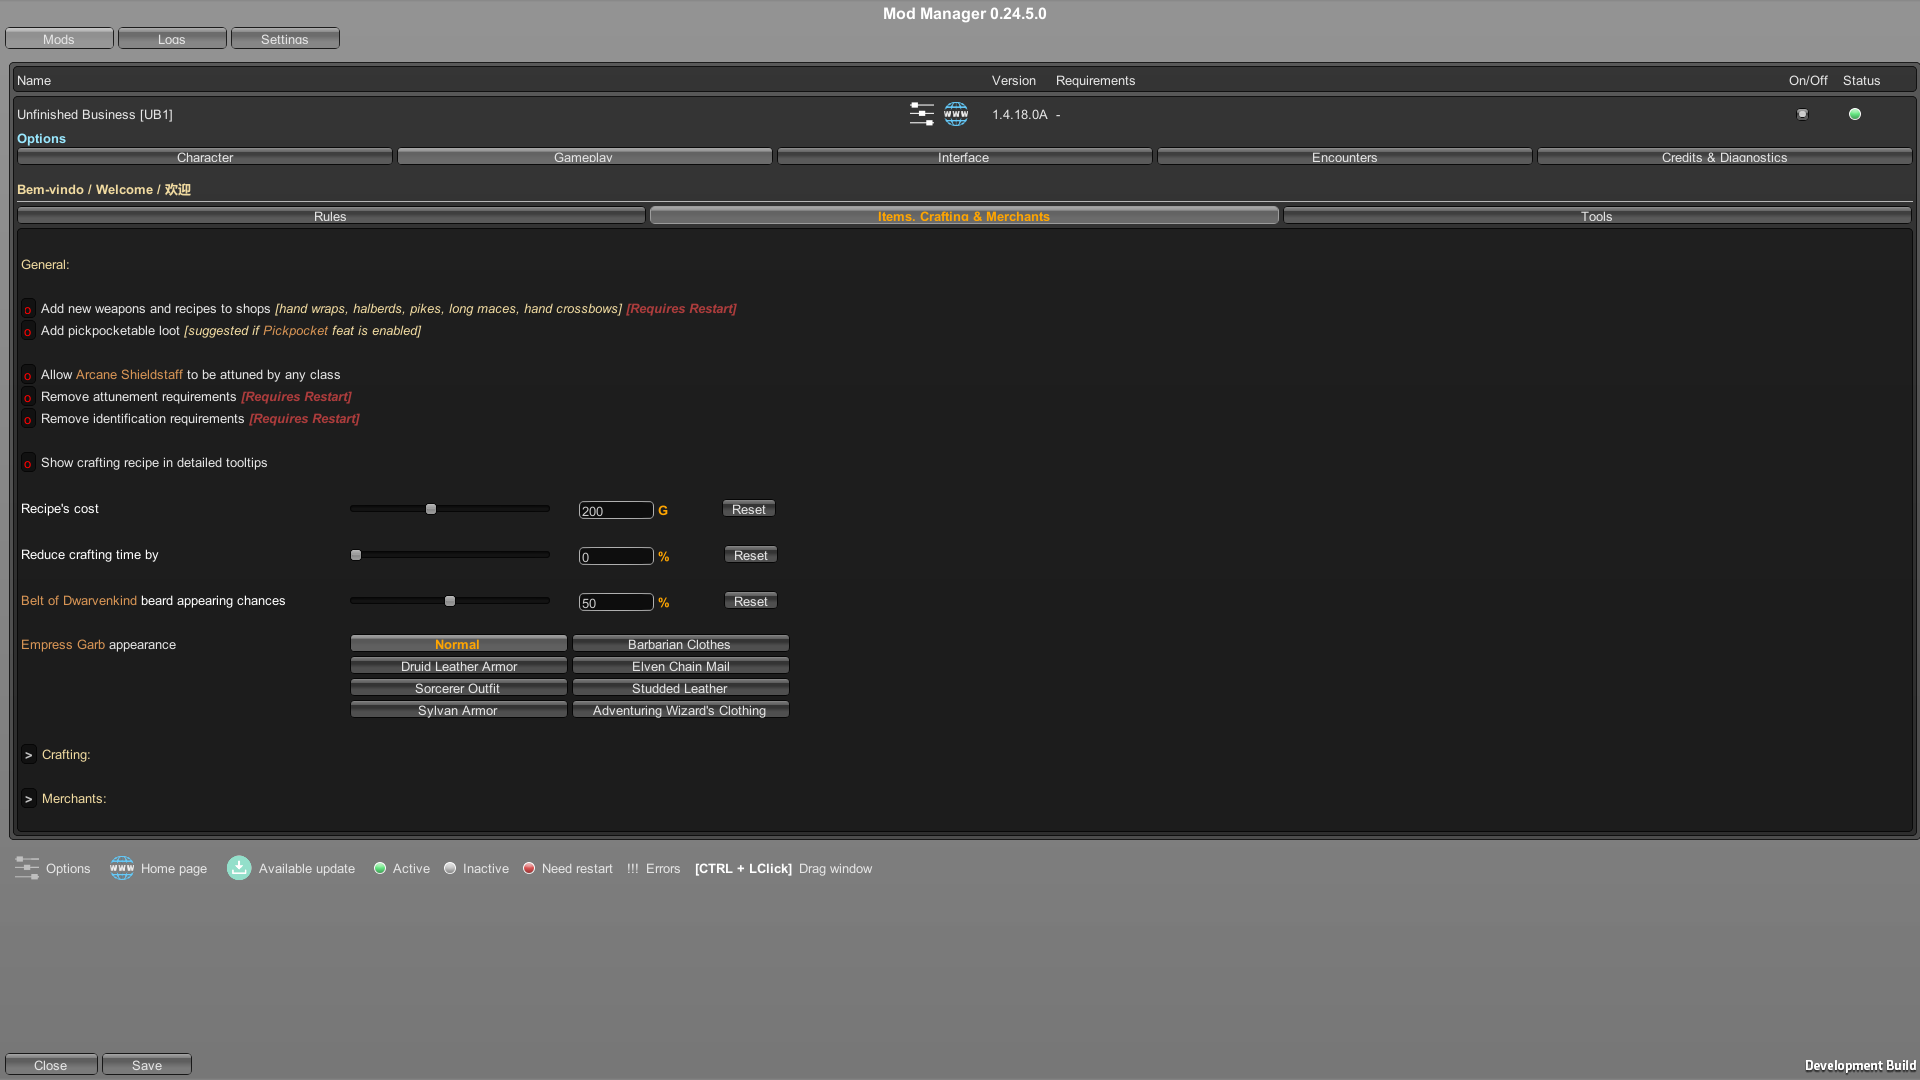 Mod Manager 0.24.5.0
Mods Logs Settings
Name Version Requirements On/Off Status
Unfinished Business [UB1] www 1.4.18.0A - 
Options
Character Gameplay Interface Encounters Credits & Diagnostics
Bem-vindo / Welcome / 欢迎
Rules Items, Crafting & Merchants Tools
General:
o Add new weapons and recipes to shops [hand wraps, halberds, pikes, long maces, hand crossbows] [Requires Restart]
o Add pickpocketable loot [suggested if Pickpocket feat is enabled]
o Allow Arcane Shieldstaff to be attuned by any class
o Remove attunement requirements [Requires Restart]
o Remove identification requirements [Requires Restart]
o Show crafting recipe in detailed tooltips
Recipe's cost 200 G Reset
Reduce crafting time by 0 % Reset
Belt of Dwarvenkind beard appearing chances 50 % Reset
Empress Garb appearance Normal Barbarian Clothes
Druid Leather Armor Elven Chain Mail
Sorcerer Outfit Studded Leather
Sylvan Armor Adventuring Wizard's Clothing
> Crafting:
> Merchants:
Options www Home page Available update Active Inactive Need restart !!! Errors [CTRL + LClick] Drag window
Close Save Development Build